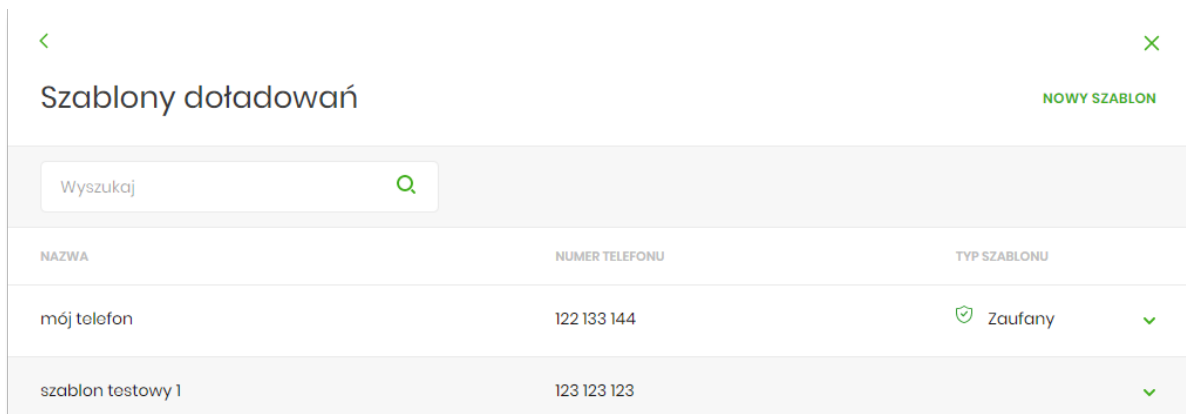 Szablony doładowań
NOWY SZABLON
Wyszukaj
NAZWA NUMER TELEFONU TYP SZABLONU
mój telefon 122 133 144 Zaufany
szablon testowy 1 123 123 123